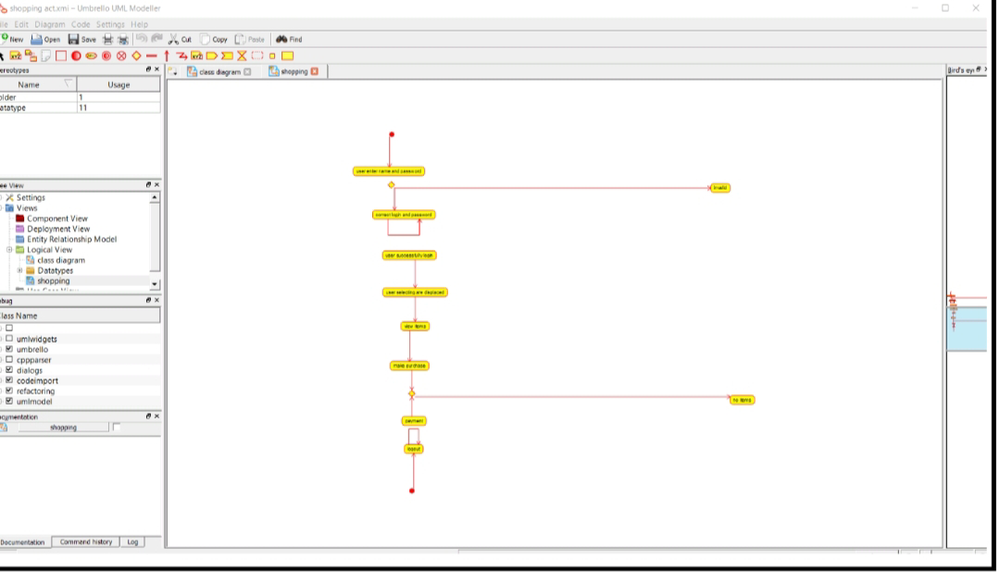 shopping act.xmi – Umbrello UML Modeller
ile Edit Diagram Code Settings Help
New Open Save Cut Copy Paste Find
ereotypes
class diagram shopping
Bird's ey
Name Usage
older 1
atatype 11
user enter name and password
invalid
correct login and password
ee View
Settings
Views
Component View
Deployment View
Entity Relationship Model
Logical View
class diagram
Datatypes
shopping
user successfully login
user selecting are displaced
bug
lass Name
umlwidgets
umbrello
cppparser
dialogs
codeimport
refactoring
umlmodel
view items
make purchase
no items
cumentation
shopping
payment
logout
Documentation Command history Log